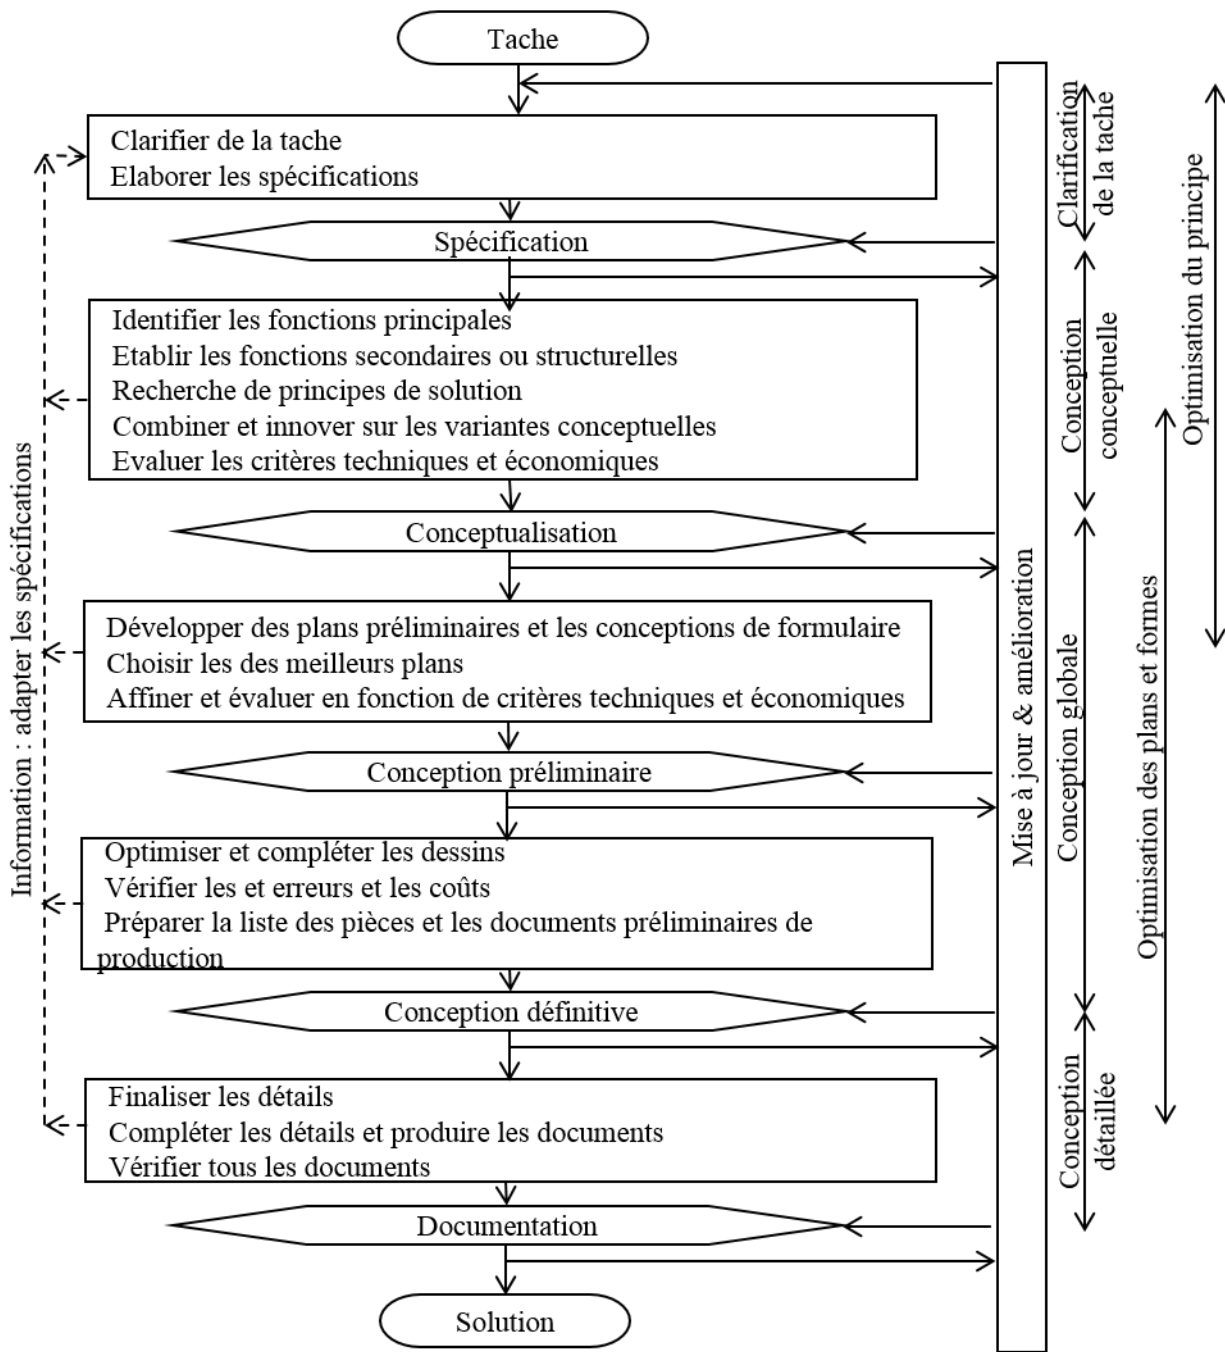 Tache
Clarifier de la tache
Elaborer les spécifications
Spécification
Identifier les fonctions principales
Etablir les fonctions secondaires ou structurelles
Recherche de principes de solution
Combiner et innover sur les variantes conceptuelles
Evaluer les critères techniques et économiques
Conceptualisation
Développer des plans préliminaires et les conceptions de formulaire
Choisir les des meilleurs plans
Affiner et évaluer en fonction de critères techniques et économiques
Conception préliminaire
Optimiser et compléter les dessins
Vérifier les et erreurs et les coûts
Préparer la liste des pièces et les documents préliminaires de
production
Conception définitive
Finaliser les détails
Compléter les détails et produire les documents
Vérifier tous les documents
Documentation
Solution
Information : adapter les spécifications
Mise à jour & amélioration
Clarification
de la tache
Conception
conceptuelle
Conception globale
Conception
détaillée
Optimisation des plans et formes
Optimisation du principe